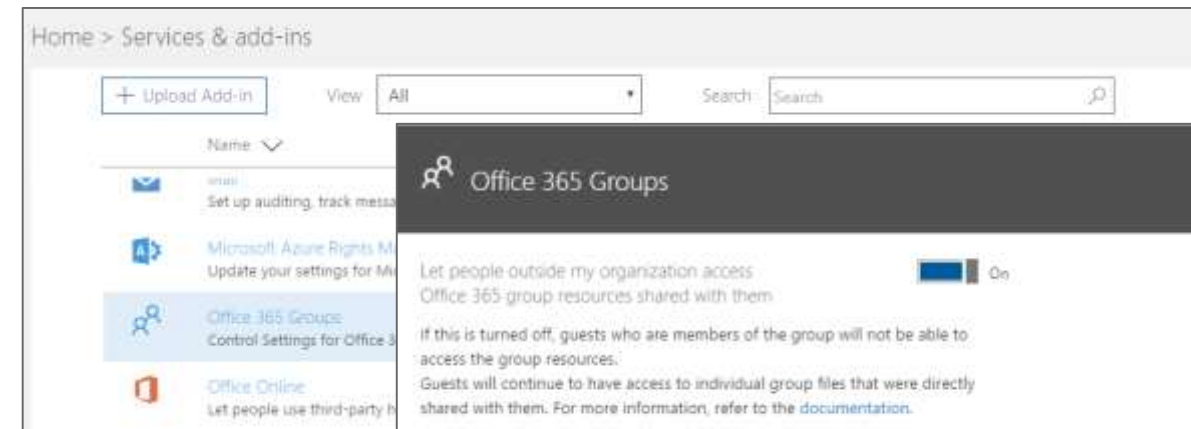 Home > Services & add-ins
+ Upload Add-in View All Search Search
Name
Set up auditing, track messa
Microsoft Azure Rights Ma
Update your settings for Mi
Office 365 Groups
Control Settings for Office 3
Office Online
Let people use third-party h
Office 365 Groups
Let people outside my organization access
Office 365 group resources shared with them
On
If this is turned off, guests who are members of the group will not be able to
access the group resources.
Guests will continue to have access to individual group files that were directly
shared with them. For more information, refer to the documentation.